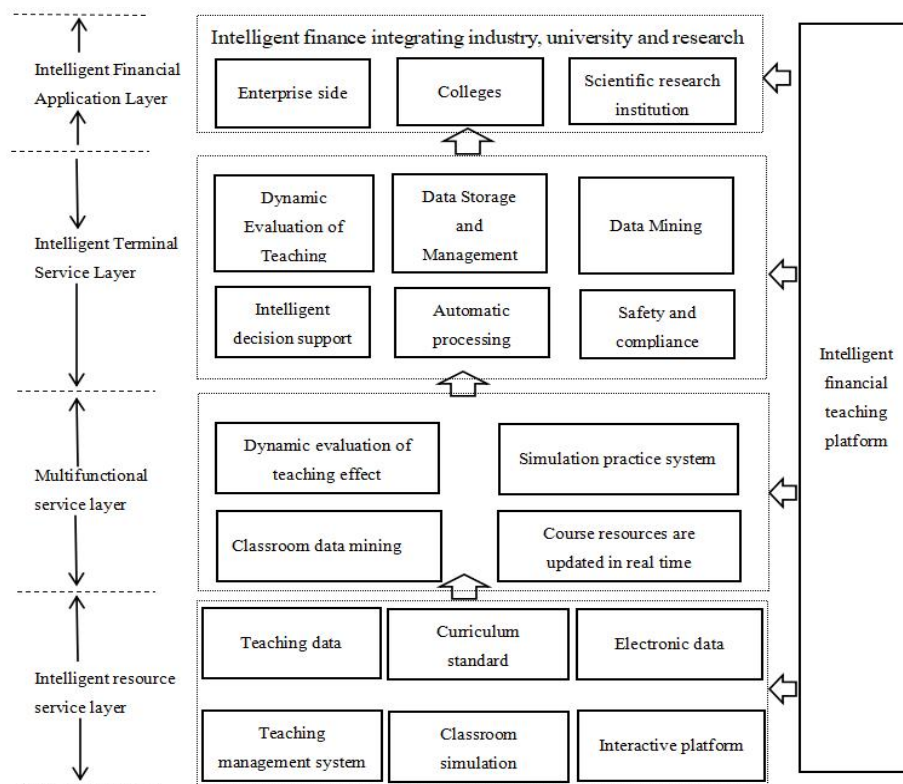 Intelligent finance integrating industry, university and research
Intelligent Financial
Application Layer
Enterprise side
Colleges
Scientific research
institution
Intelligent Terminal
Service Layer
Dynamic
Evaluation of
Teaching
Data Storage
and
Management
Data Mining
Intelligent
decision support
Automatic
processing
Safety and
compliance
Multifunctional
service layer
Dynamic evaluation of
teaching effect
Simulation practice system
Classroom data mining
Course resources are
updated in real time
Intelligent resource
service layer
Teaching data
Curriculum
standard
Electronic data
Teaching
management system
Classroom
simulation
Interactive platform
Intelligent
financial
teaching
platform